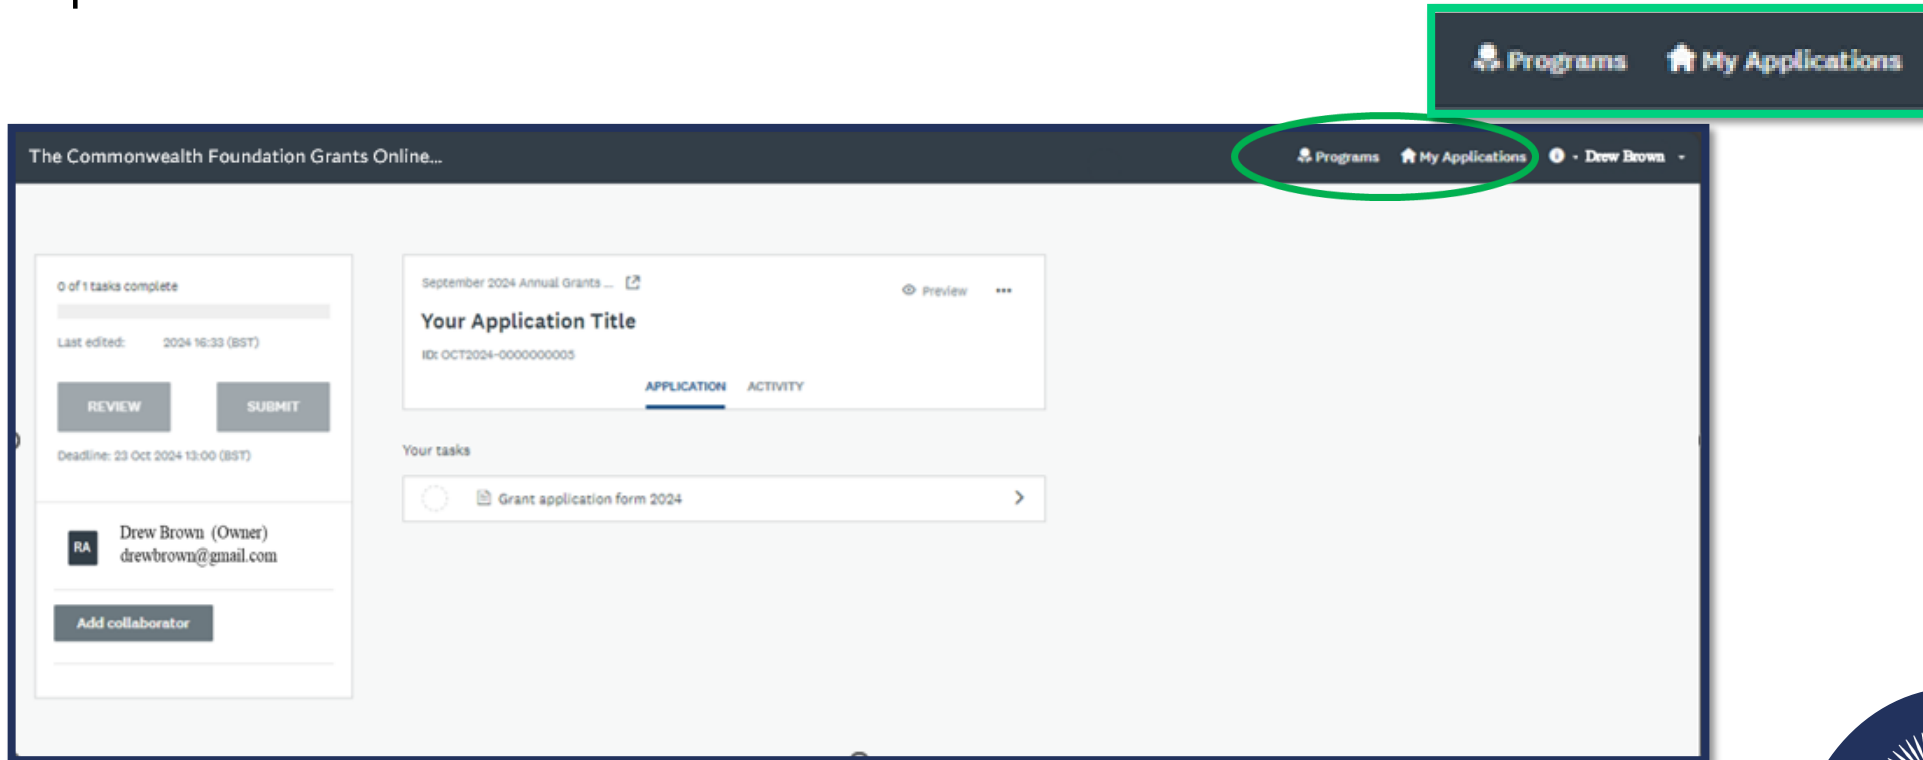 Programs My Applications
The Commonwealth Foundation Grants Online...
Programs My Applications - Drew Brown
0 of 1 tasks complete
Last edited: 2024 16:33 (BST)
REVIEW SUBMIT
Deadline: 23 Oct 2024 13:00 (BST)
RA
Drew Brown (Owner)
drewbrown@gmail.com
Add collaborator
September 2024 Annual Grants ...
Preview ...
Your Application Title
ID: OCT2024-0000000005
APPLICATION ACTIVITY
Your tasks
Grant application form 2024